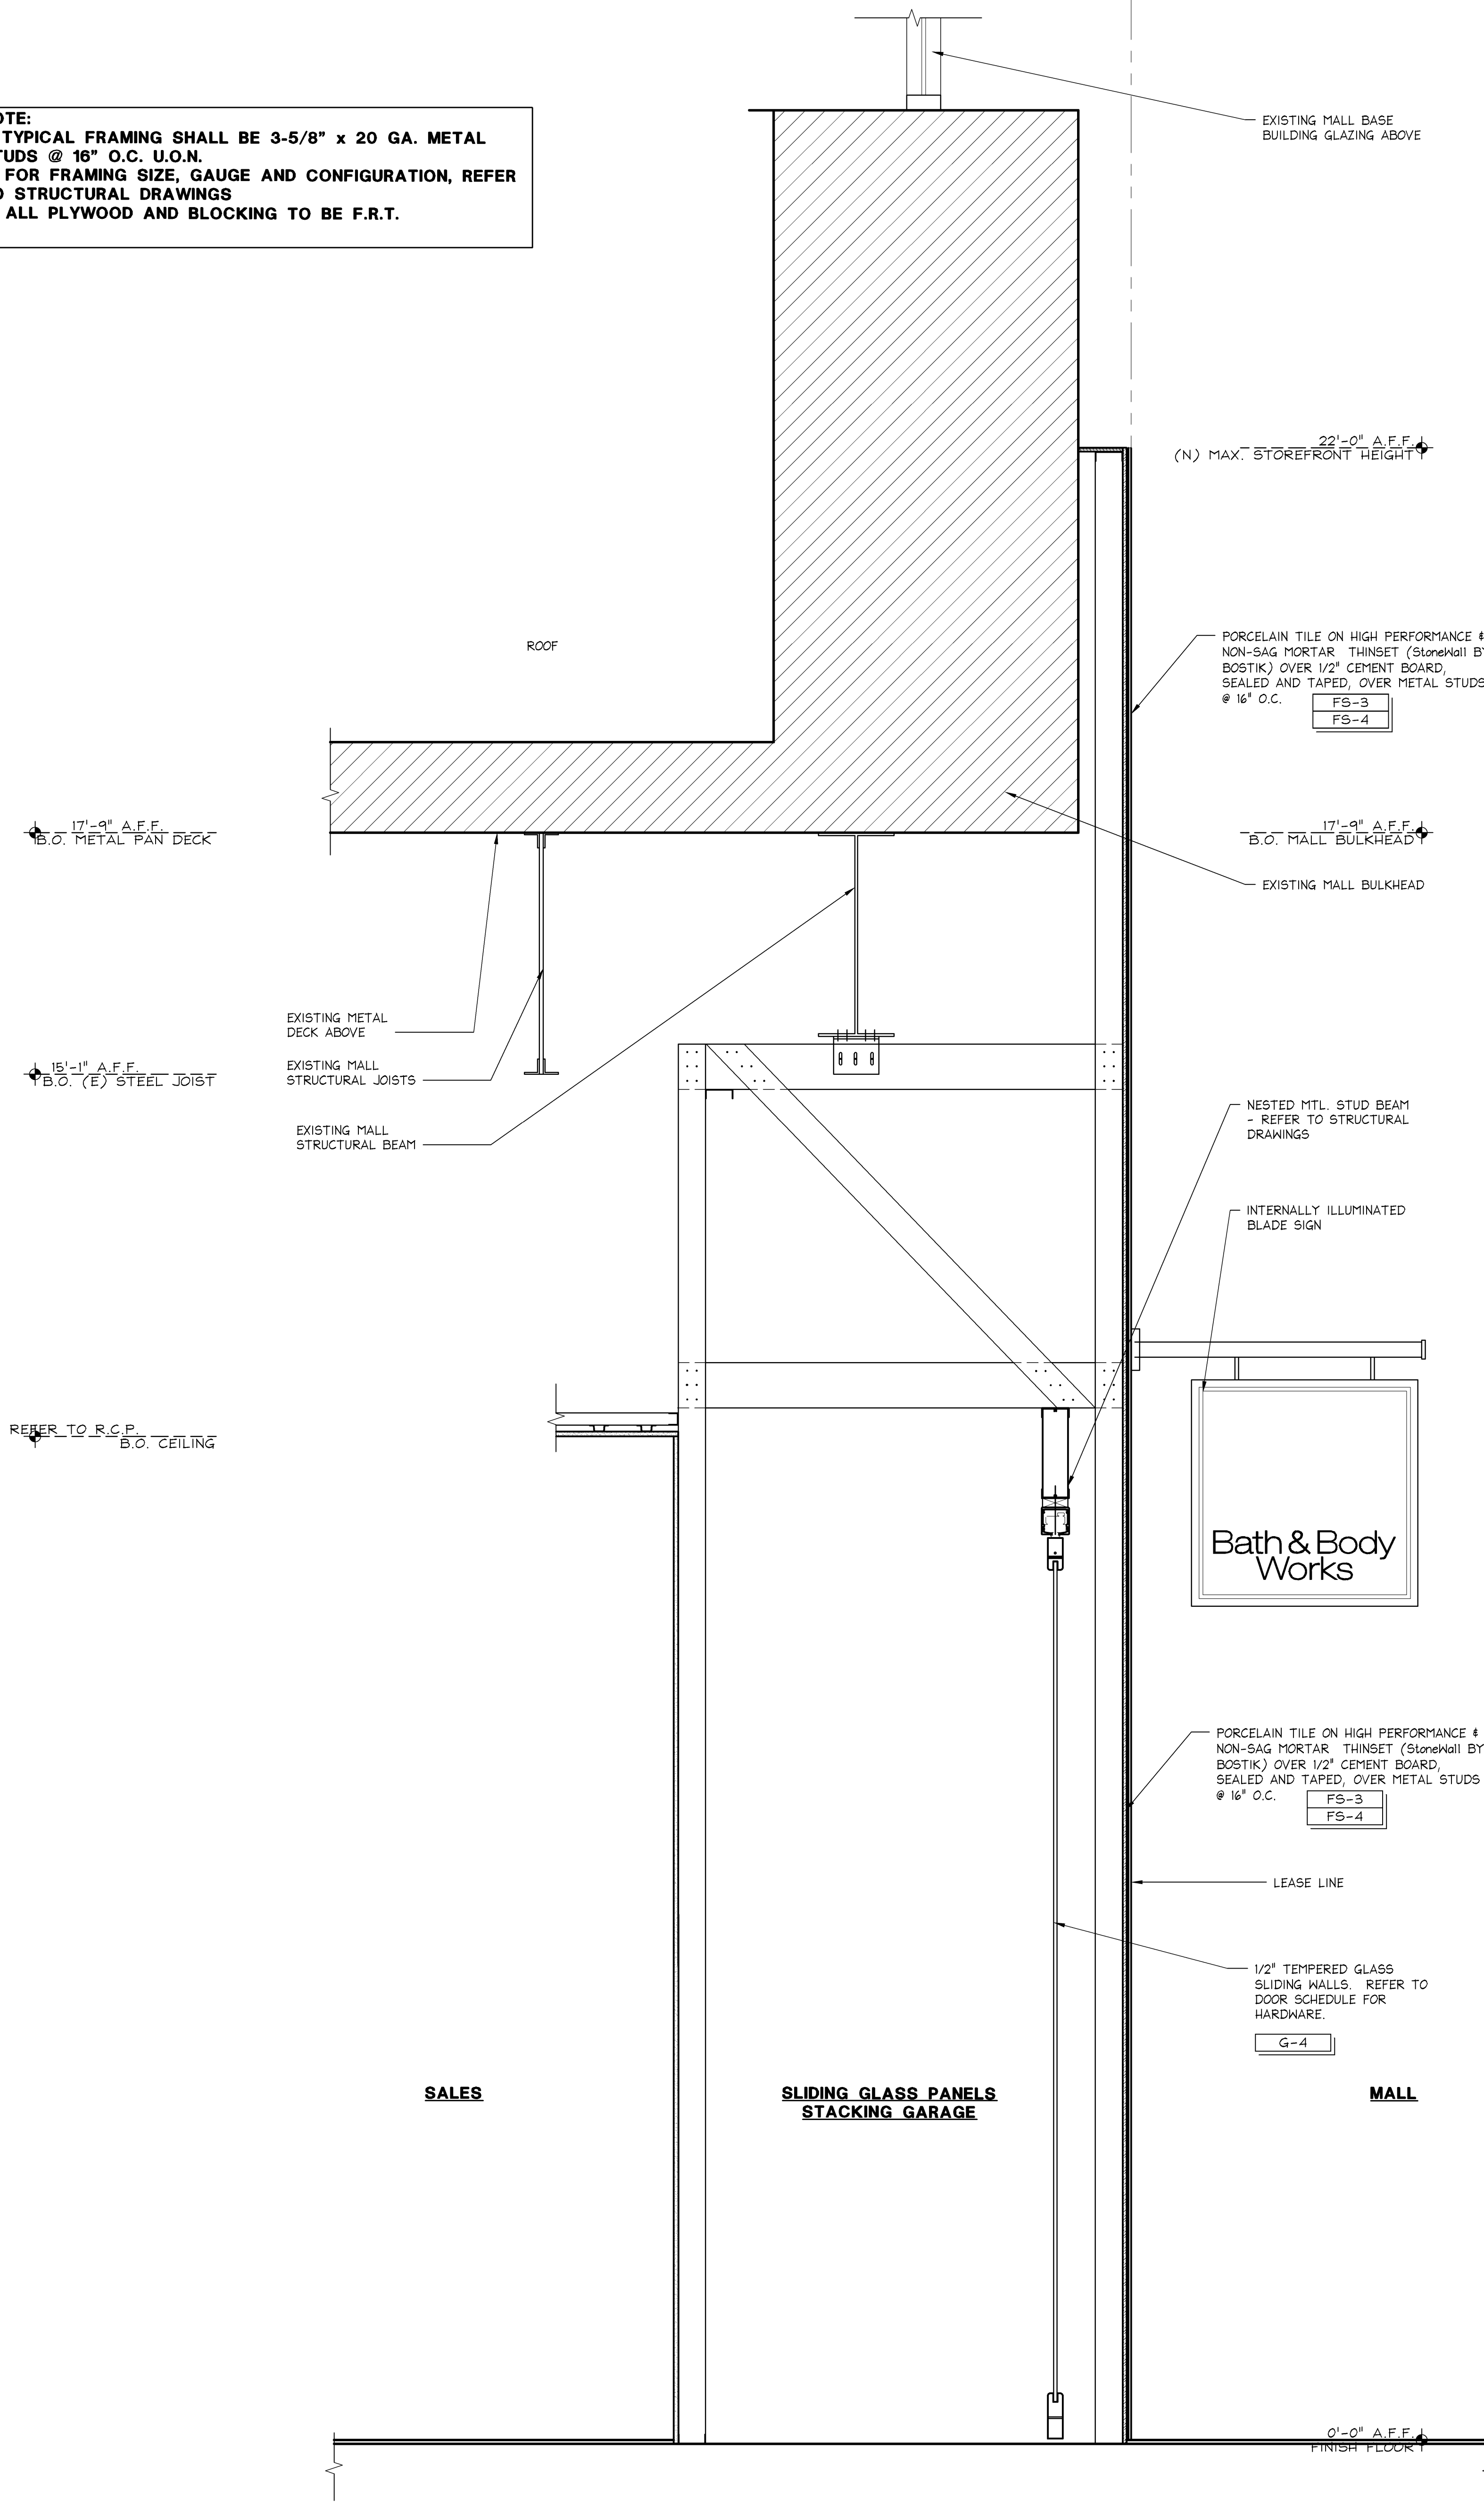 OTE:
TYPICAL FRAMING SHALL BE 3-5/8" x 20 GA. METAL
TUDS @ 16" O.C. U.O.N.
FOR FRAMING SIZE, GAUGE AND CONFIGURATION, REFER
O STRUCTURAL DRAWINGS
ALL PLYWOOD AND BLOCKING TO BE F.R.T.
EXISTING MALL BASE
BUILDING GLAZING ABOVE
22'-0" A.F.F.
(N) MAX. STOREFRONT HEIGHT
ROOF
PORCELAIN TILE ON HIGH PERFORMANCE &
NON-SAG MORTAR THINSET (StoneWall BY
BOSTIK) OVER 1/2" CEMENT BOARD,
SEALED AND TAPED, OVER METAL STUDS
@ 16" O.C.
FS-3
FS-4
17'-9" A.F.F.
B.O. METAL PAN DECK
17'-9" A.F.F.
B.O. MALL BULKHEAD
EXISTING MALL BULKHEAD
EXISTING METAL
DECK ABOVE
15'-1" A.F.F.
B.O. (E) STEEL JOIST
EXISTING MALL
STRUCTURAL JOISTS
EXISTING MALL
STRUCTURAL BEAM
NESTED MTL. STUD BEAM
- REFER TO STRUCTURAL
DRAWINGS
INTERNALLY ILLUMINATED
BLADE SIGN
REFER TO R.C.P.
B.O. CEILING
Bath & Body
Works
PORCELAIN TILE ON HIGH PERFORMANCE &
NON-SAG MORTAR THINSET (StoneWall BY
BOSTIK) OVER 1/2" CEMENT BOARD,
SEALED AND TAPED, OVER METAL STUDS
@ 16" O.C.
FS-3
FS-4
LEASE LINE
1/2" TEMPERED GLASS
SLIDING WALLS. REFER TO
DOOR SCHEDULE FOR
HARDWARE.
G-4
SALES
SLIDING GLASS PANELS
STACKING GARAGE
MALL
0'-0" A.F.F.
FINISH FLOOR